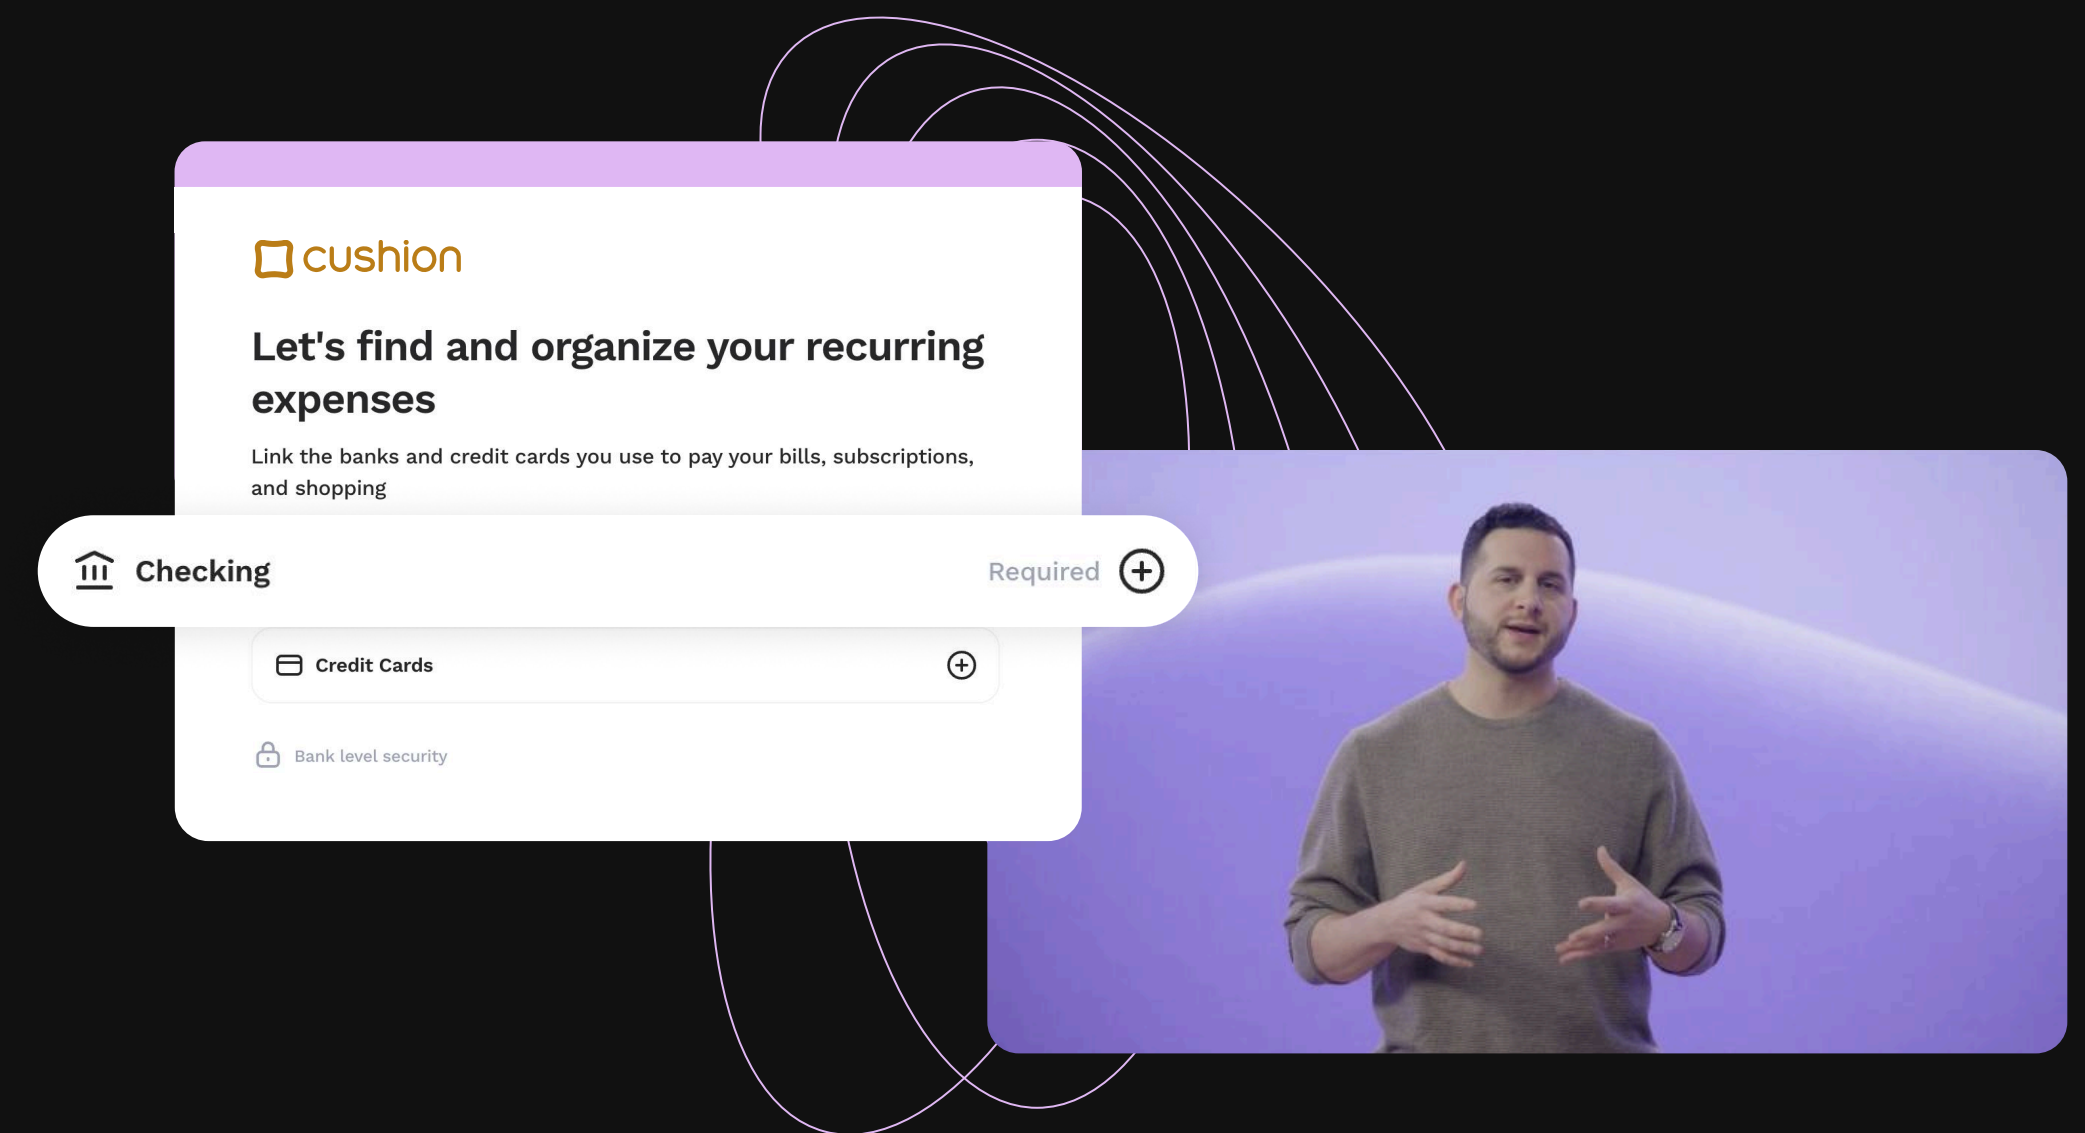 cushion
Let's find and organize your recurring
expenses
Link the banks and credit cards you use to pay your bills, subscriptions,
and shopping
Checking
Required
Credit Cards
Bank level security